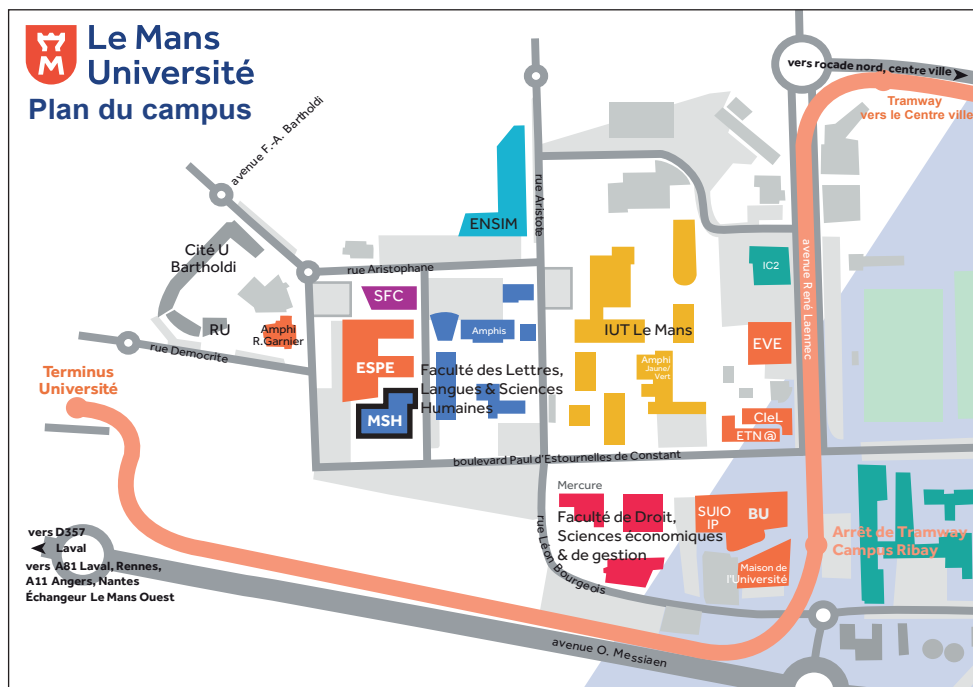 Le Mans
Université
Plan du campus
vers rocade nord, centre ville
Tramway
vers le Centre ville
avenue F.-A. Bartholdi
rue Aristote
ENSIM
Cité U
Bartholdi
rue Aristophane
avenue René Laennec
IC2
SFC
RU
Amphi
R.Garnier
Amphis
IUT Le Mans
EVE
rue Democrite
ESPE
Faculté des Lettres,
Langues & Sciences
Humaines
Amphi
Jaune/
Vert
Terminus
Université
MSH
CIeL
ETN@
boulevard Paul d'Estournelles de Constant
Mercure
Faculté de Droit,
Sciences économiques
& de gestion
SUIO
IP
BU
Arrêt de Tramway
Campus Ribay
rue Léon Bourgeois
Maison de
l'Université
vers D357
Laval
vers A81 Laval, Rennes,
A11 Angers, Nantes
Échangeur Le Mans Ouest
avenue O. Messiaen